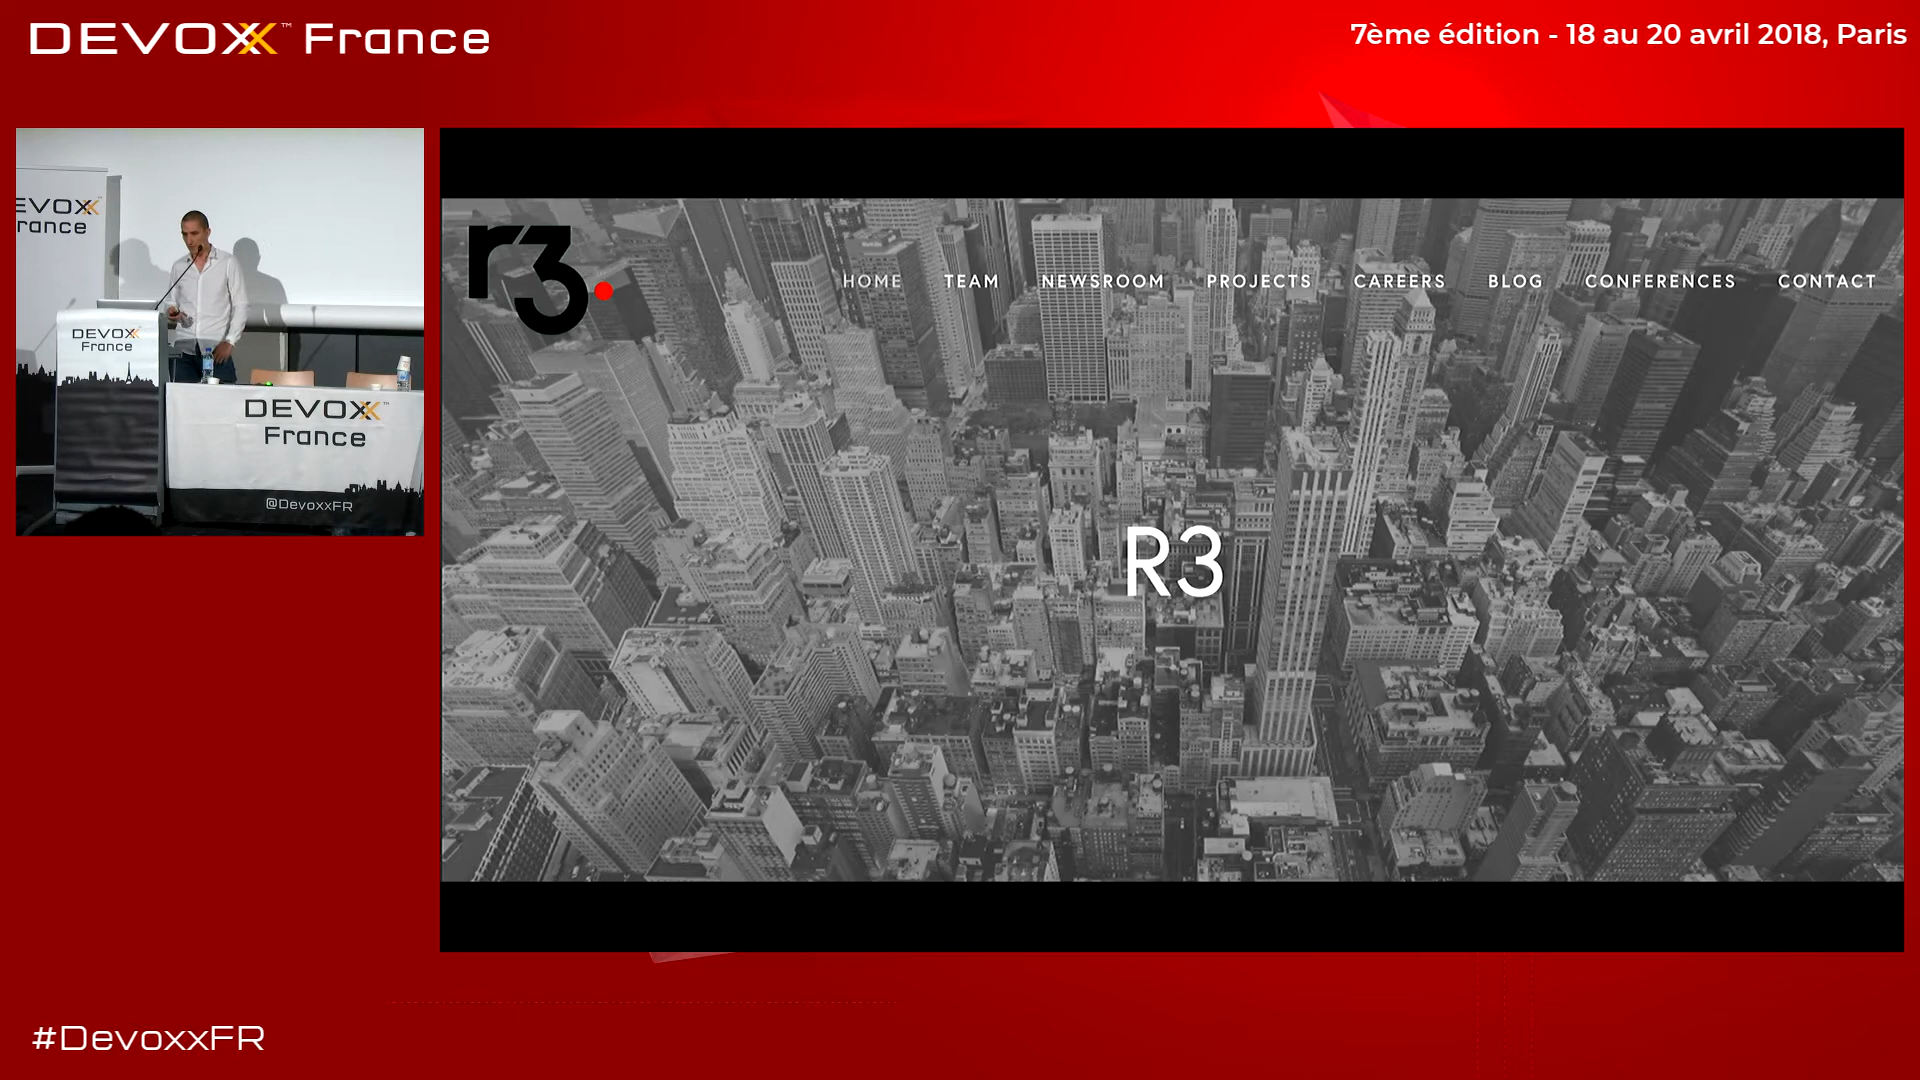 DEVOXX™ France
7ème édition - 18 au 20 avril 2018, Paris
EVOXX
rance
DEVOXX
France
DEVOXX™
France
@DevoxxFR
r3.
HOME TEAM NEWSROOM PROJECTS CAREERS BLOG CONFERENCES CONTACT
R3
#DevoxxFR